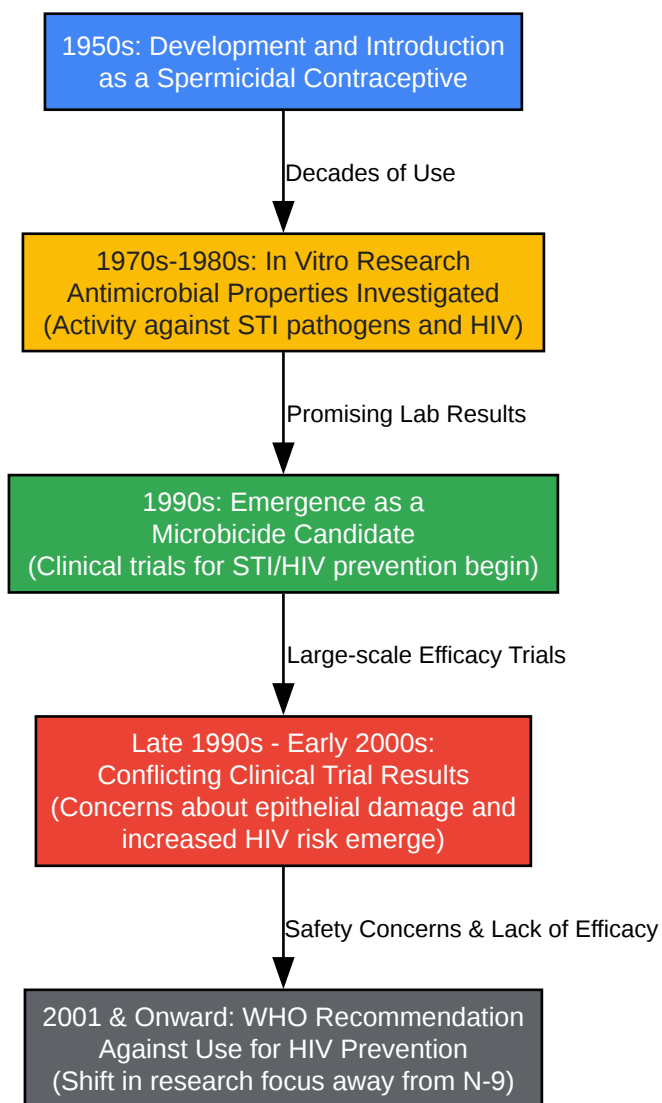 1950s: Development and Introduction
as a Spermicidal Contraceptive
Decades of Use
1970s-1980s: In Vitro Research
Antimicrobial Properties Investigated
(Activity against STI pathogens and HIV)
Promising Lab Results
1990s: Emergence as a
Microbicide Candidate
(Clinical trials for STI/HIV prevention begin)
Large-scale Efficacy Trials
Late 1990s - Early 2000s:
Conflicting Clinical Trial Results
(Concerns about epithelial damage and
increased HIV risk emerge)
Safety Concerns & Lack of Efficacy
2001 & Onward: WHO Recommendation
Against Use for HIV Prevention
(Shift in research focus away from N-9)